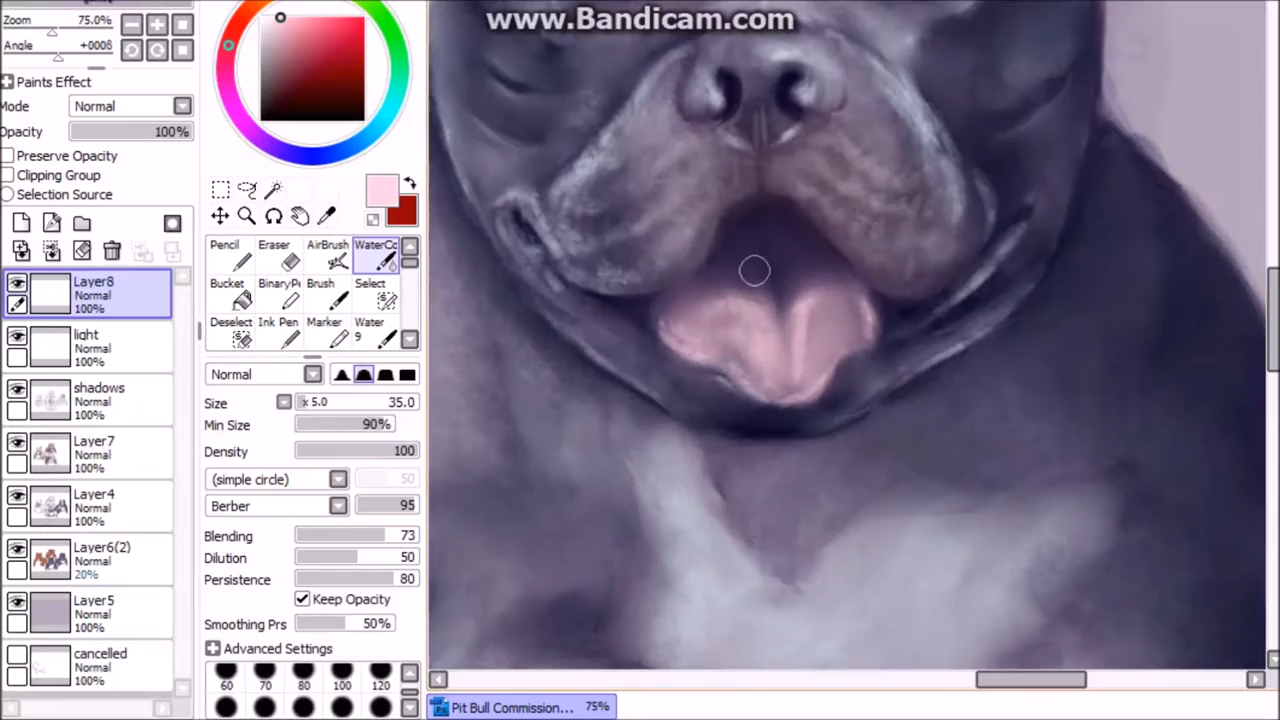 www.Bandicam.com
Zoom 75.0%
Angle +000ß
Paints Effect
Mode Normal
Opacity 100%
Preserve Opacity
Clipping Group
Selection Source
Layer8
Normal
100%
light
Normal
100%
shadows
Normal
100%
Layer7
Normal
100%
Layer4
Normal
100%
Layer6(2)
Normal
20%
Layer5
Normal
100%
cancelled
Normal
100%
Pencil Eraser AirBrush WaterCc
Bucket BinaryPe Brush Select
Deselect Ink Pen Marker Water
9
Normal
Size x 5.0 35.0
Min Size 90%
Density 100
(simple circle) 50
Berber 95
Blending 73
Dilution 50
Persistence 80
Keep Opacity
Smoothing Prs 50%
Advanced Settings
60 70 80 100 120
Pit Bull Commission... 75%